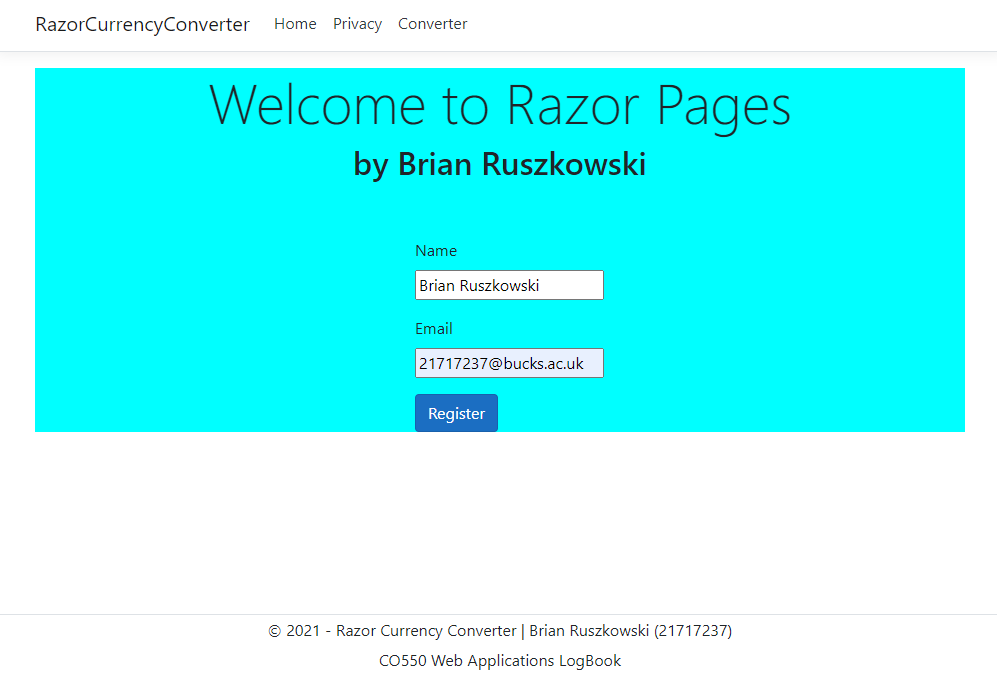 RazorCurrencyConverter Home Privacy Converter
Welcome to Razor Pages
by Brian Ruszkowski
Name
Brian Ruszkowski
Email
21717237@bucks.ac.uk
Register
© 2021 - Razor Currency Converter | Brian Ruszkowski (21717237)
CO550 Web Applications LogBook